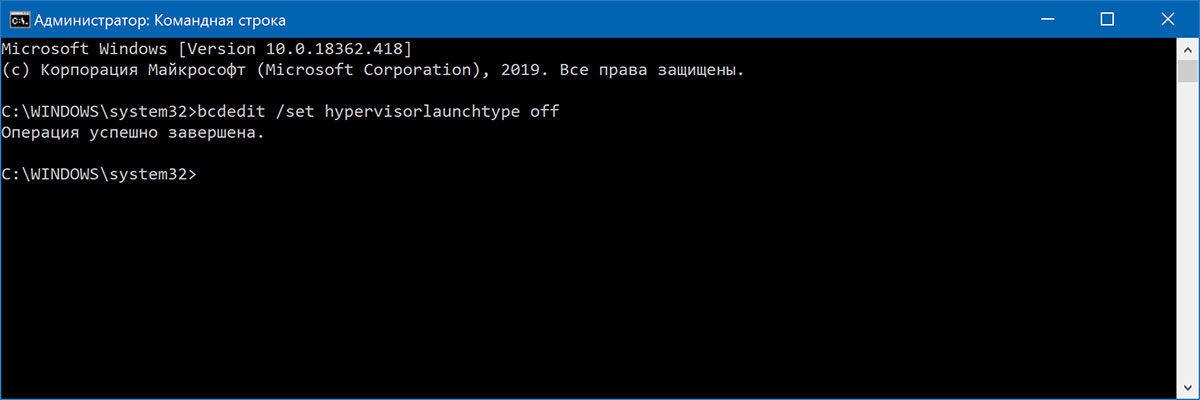 Администратор: Командная строка
Microsoft Windows [Version 10.0.18362.418]
(c) Корпорация Майкрософт (Microsoft Corporation), 2019. Все права защищены.
C:\WINDOWS\system32>bcdedit /set hypervisorlaunchtype off
Операция успешно завершена.
C:\WINDOWS\system32>